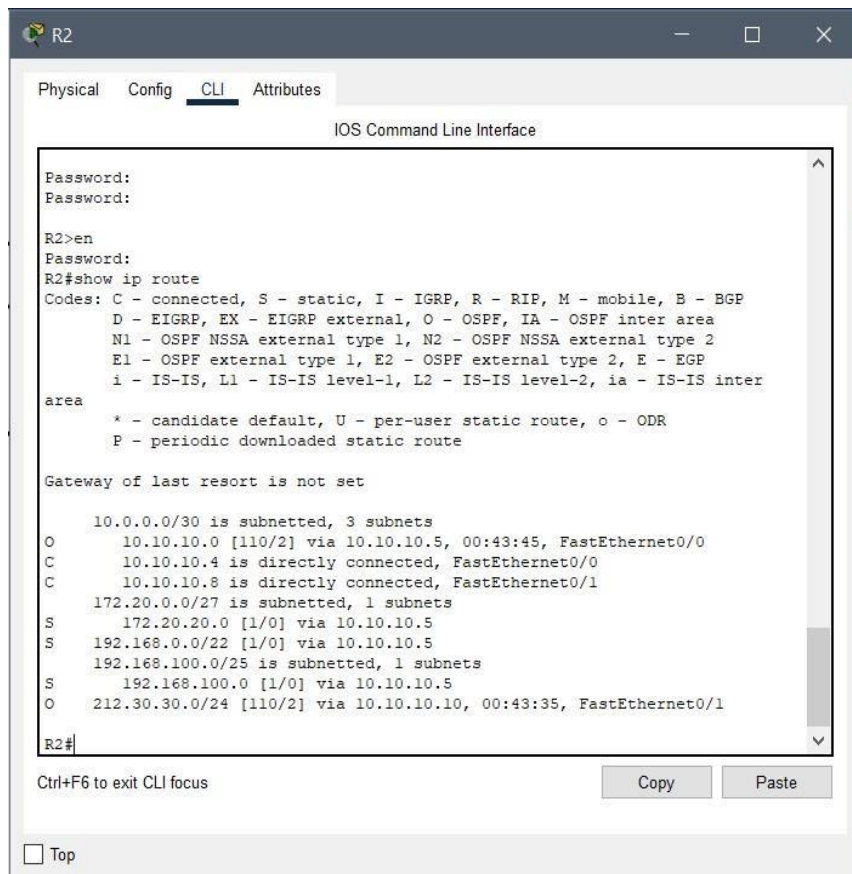 R2
Physical Config CLI Attributes
IOS Command Line Interface
Password:
Password:
R2>en
Password:
R2#show ip route
Codes: C - connected, S - static, I - IGRP, R - RIP, M - mobile, B - BGP
D - EIGRP, EX - EIGRP external, O - OSPF, IA - OSPF inter area
N1 - OSPF NSSA external type 1, N2 - OSPF NSSA external type 2
E1 - OSPF external type 1, E2 - OSPF external type 2, E - EGP
i - IS-IS, L1 - IS-IS level-1, L2 - IS-IS level-2, ia - IS-IS inter
area
* - candidate default, U - per-user static route, o - ODR
P - periodic downloaded static route
Gateway of last resort is not set
10.0.0.0/30 is subnetted, 3 subnets
O 10.10.10.0 [110/2] via 10.10.10.5, 00:43:45, FastEthernet0/0
C 10.10.10.4 is directly connected, FastEthernet0/0
C 10.10.10.8 is directly connected, FastEthernet0/1
172.20.0.0/27 is subnetted, 1 subnets
S 172.20.20.0 [1/0] via 10.10.10.5
S 192.168.0.0/22 [1/0] via 10.10.10.5
192.168.100.0/25 is subnetted, 1 subnets
S 192.168.100.0 [1/0] via 10.10.10.5
O 212.30.30.0/24 [110/2] via 10.10.10.10, 00:43:35, FastEthernet0/1
R2#
Ctrl+F6 to exit CLI focus
Copy Paste
Top